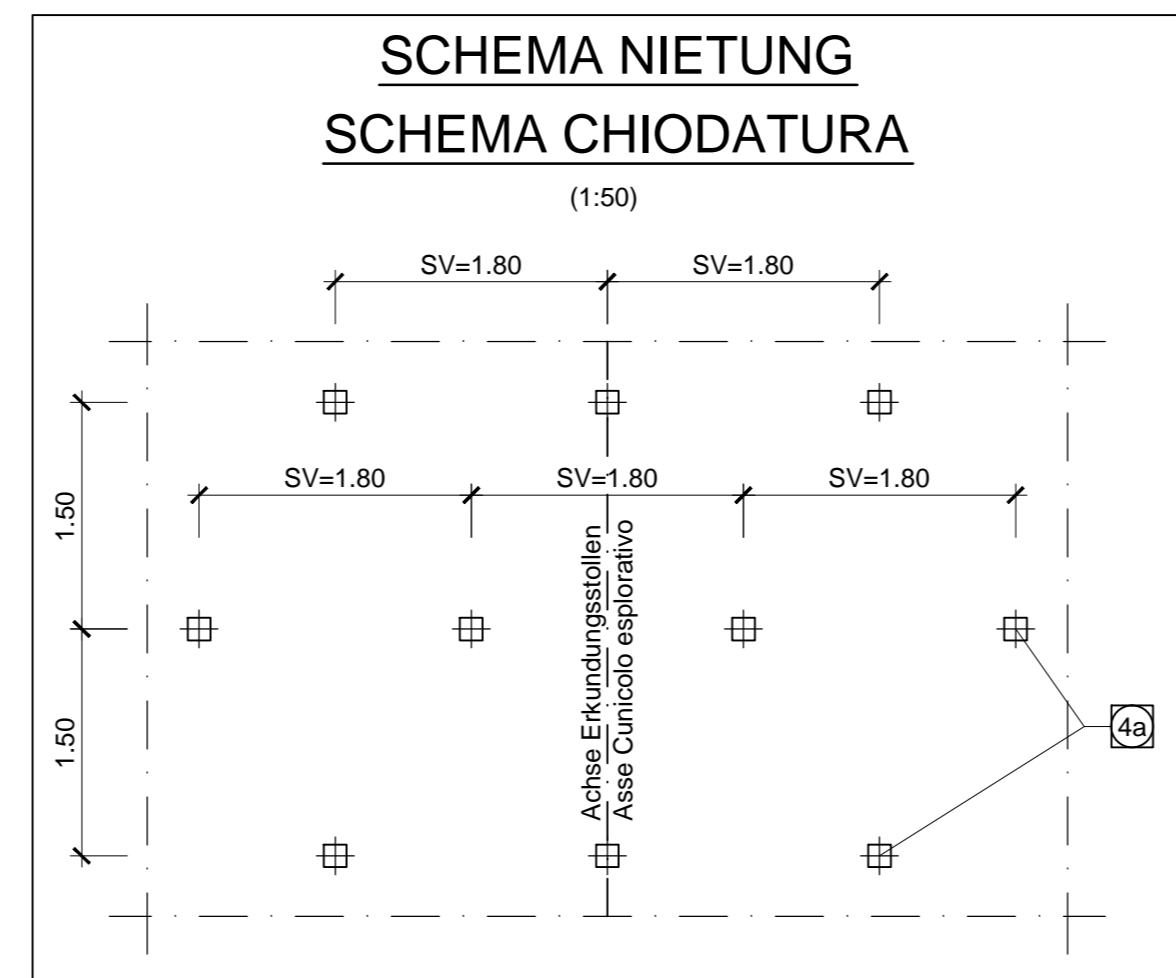 SCHEMA NIETUNG
SCHEMA CHIODATURA
(1:50)
SV=1.80
SV=1.80
SV=1.80
SV=1.80
SV=1.80
1.50
1.50
Achse Erkundungsstollen
Asse Cunicolo esplorativo
4a